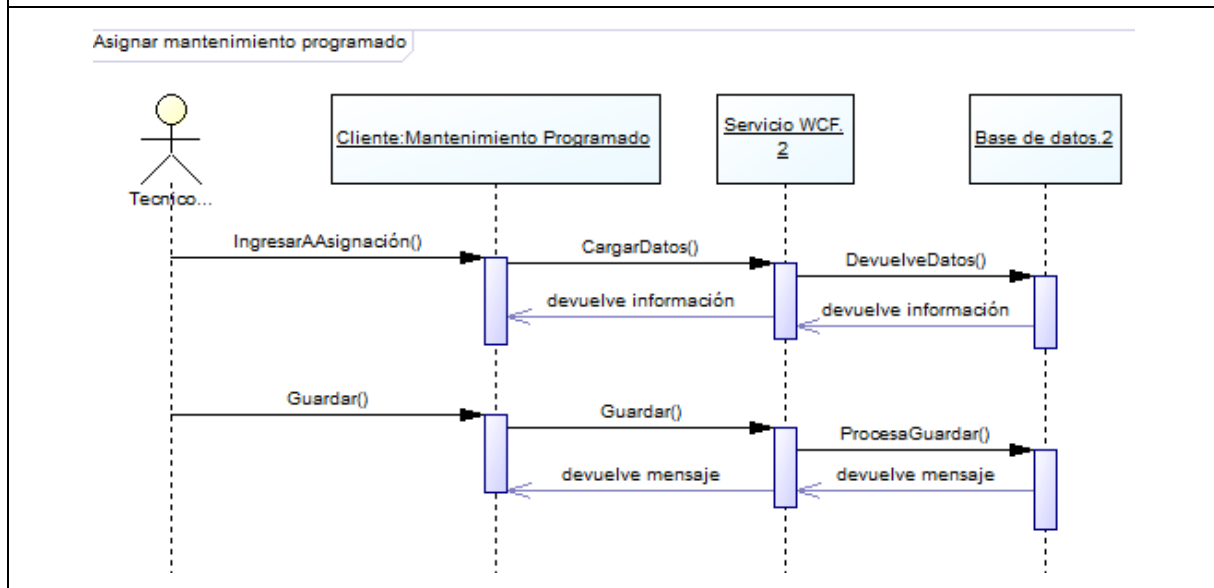 Asignar mantenimiento programado
Cliente:Mantenimiento Programado
Servicio WCF.
2
Base de datos.2
Tecnico...
IngresarAAsignación()
CargarDatos()
DevuelveDatos()
devuelve información
devuelve información
Guardar()
Guardar()
ProcesaGuardar()
devuelve mensaje
devuelve mensaje